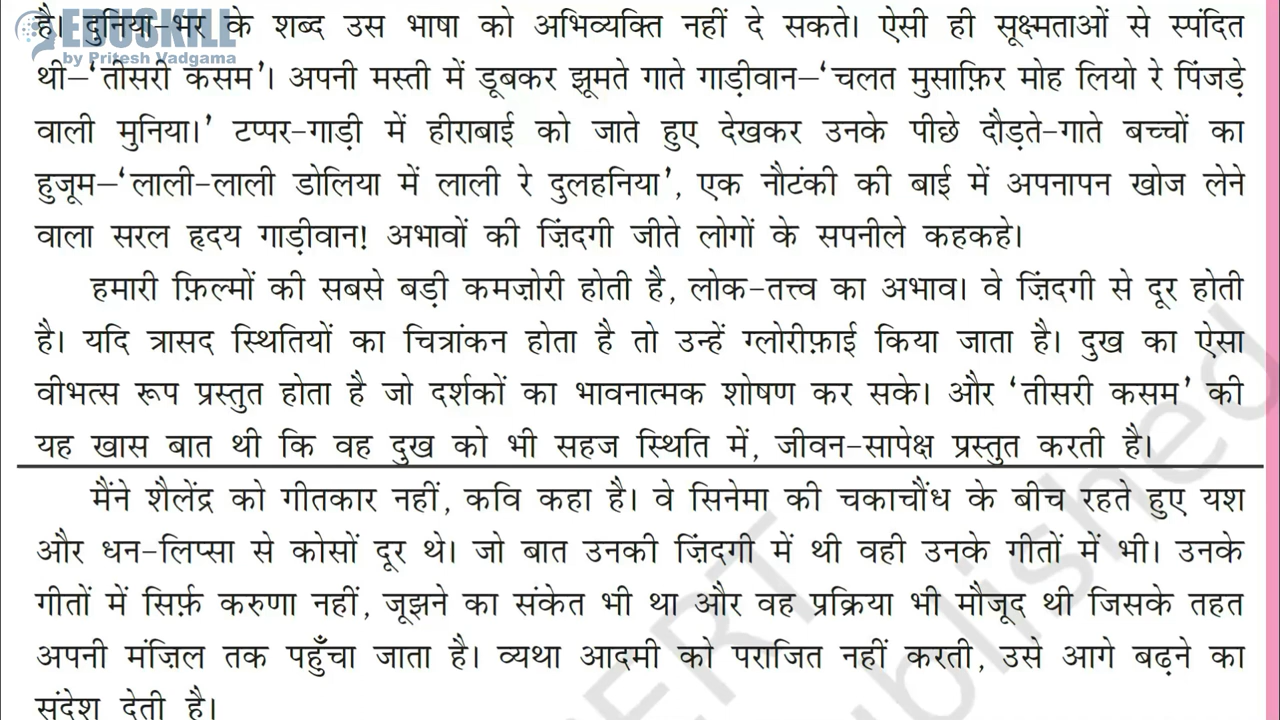 EDUSKILL
by Pritesh Vadgama
है। दुनिया-भर के शब्द उस भाषा को अभिव्यक्ति नहीं दे सकते। ऐसी ही सूक्ष्मताओं से स्पंदित
थी–‘तीसरी कसम’। अपनी मस्ती में डूबकर झूमते गाते गाड़ीवान–‘चलत मुसाफ़िर मोह लियो रे पिंजड़े
वाली मुनिया।’ टप्पर-गाड़ी में हीराबाई को जाते हुए देखकर उनके पीछे दौड़ते-गाते बच्चों का
हुजूम–‘लाली-लाली डोलिया में लाली रे दुलहनिया’, एक नौटंकी की बाई में अपनापन खोज लेने
वाला सरल हृदय गाड़ीवान! अभावों की ज़िंदगी जीते लोगों के सपनीले कहकहे।
हमारी फ़िल्मों की सबसे बड़ी कमज़ोरी होती है, लोक-तत्त्व का अभाव। वे ज़िंदगी से दूर होती
है। यदि त्रासद स्थितियों का चित्रांकन होता है तो उन्हें ग्लोरीफ़ाई किया जाता है। दुख का ऐसा
वीभत्स रूप प्रस्तुत होता है जो दर्शकों का भावनात्मक शोषण कर सके। और ‘तीसरी कसम’ की
यह खास बात थी कि वह दुख को भी सहज स्थिति में, जीवन-सापेक्ष प्रस्तुत करती है।
मैंने शैलेंद्र को गीतकार नहीं, कवि कहा है। वे सिनेमा की चकाचौंध के बीच रहते हुए यश
और धन-लिप्सा से कोसों दूर थे। जो बात उनकी ज़िंदगी में थी वही उनके गीतों में भी। उनके
गीतों में सिर्फ़ करुणा नहीं, जूझने का संकेत भी था और वह प्रक्रिया भी मौजूद थी जिसके तहत
अपनी मंज़िल तक पहुँचा जाता है। व्यथा आदमी को पराजित नहीं करती, उसे आगे बढ़ने का
संदेश देती है।